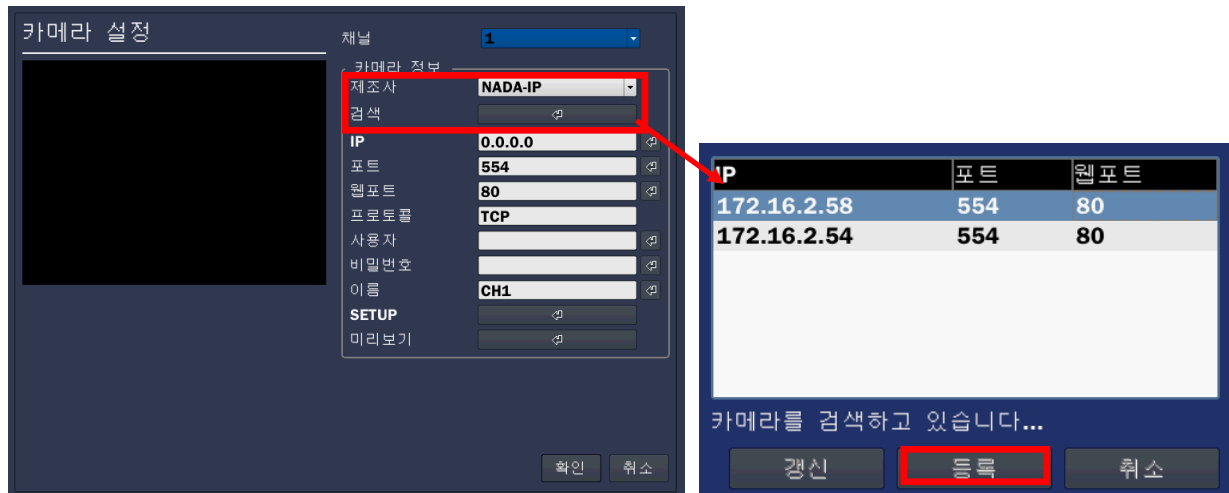 카메라 설정
채널 1
카메라 정보
제조사 NADA-IP
검색
IP 0.0.0.0
포트 554
웹포트 80
프로토콜 TCP
사용자
비밀번호
이름 CH1
SETUP
미리보기
확인 취소
IP 포트 웹포트
172.16.2.58 554 80
172.16.2.54 554 80
카메라를 검색하고 있습니다...
갱신 등록 취소